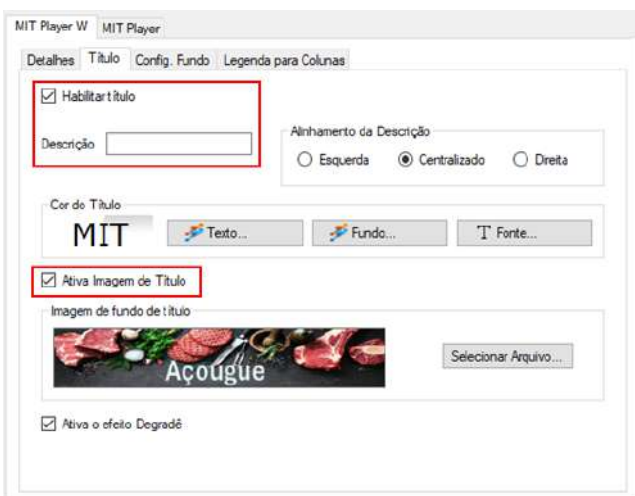 MIT Player W MIT Player
Detalhes Título Config. Fundo Legenda para Colunas
Habilitar título
Descrição
Alinhamento da Descrição
Esquerda Centralizado Direita
Cor do Título
MIT Texto... Fundo... T Fonte...
Ativa Imagem de Título
Imagem de fundo de título
Açougue
Selecionar Arquivo...
Ativa o efeito Degradê